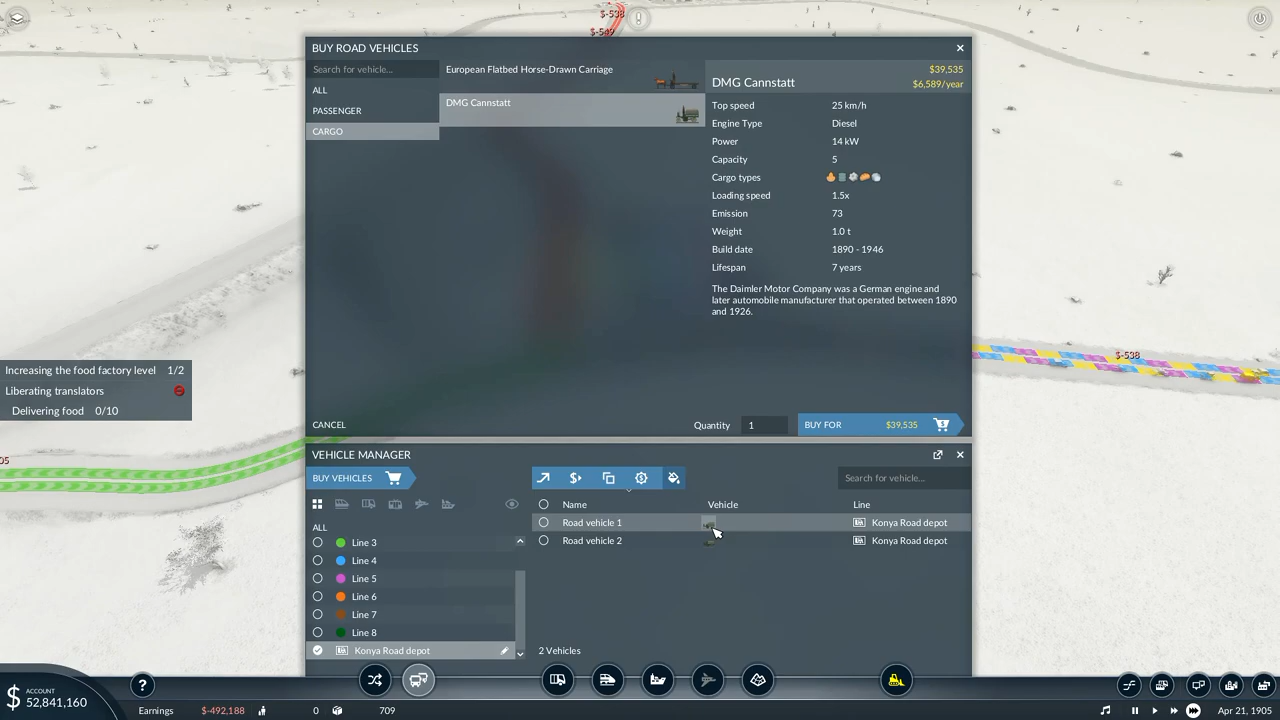 $-538
$-549
BUY ROAD VEHICLES
Search for vehicle...
ALL
PASSENGER
CARGO
European Flatbed Horse-Drawn Carriage
DMG Cannstatt
DMG Cannstatt
$39,535
$6,589/year
Top speed 25 km/h
Engine Type Diesel
Power 14 kW
Capacity 5
Cargo types
Loading speed 1.5x
Emission 73
Weight 1.0 t
Build date 1890 - 1946
Lifespan 7 years
The Daimler Motor Company was a German engine and
later automobile manufacturer that operated between 1890
and 1926.
$-538
Increasing the food factory level 1/2
Liberating translators
Delivering food 0/10
05
CANCEL
Quantity 1
BUY FOR $39,535
VEHICLE MANAGER
BUY VEHICLES
Search for vehicle...
ALL
Line 3
Line 4
Line 5
Line 6
Line 7
Line 8
Konya Road depot
Name Vehicle Line
Road vehicle 1 Konya Road depot
Road vehicle 2 Konya Road depot
2 Vehicles
$ ACCOUNT
52,841,160
?
Earnings $-492,188 0 709
Apr 21, 1905